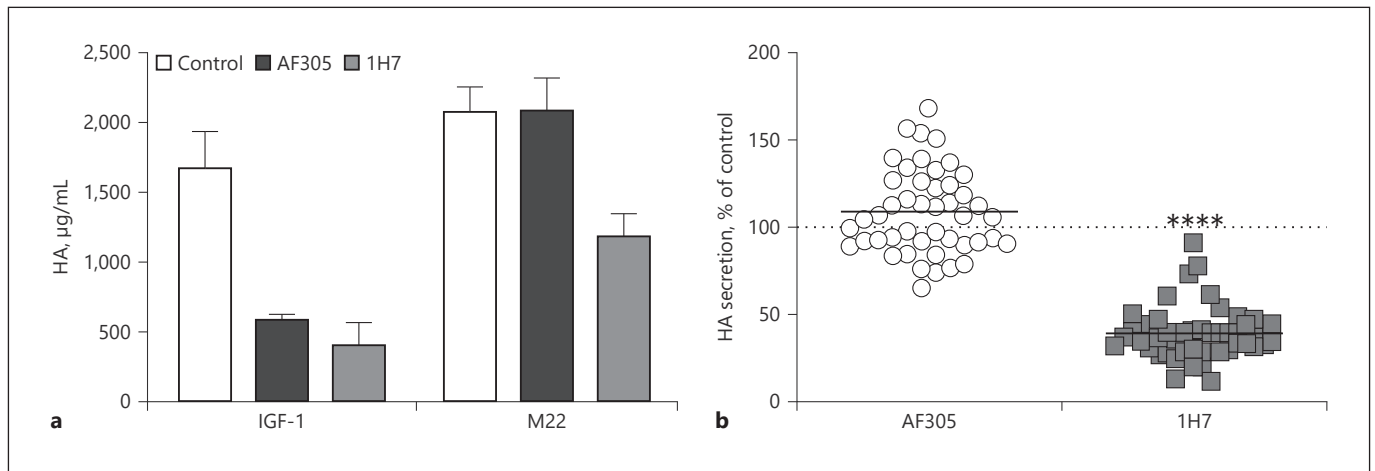 2,500
2,000
1,500
1,000
500
0
HA, µg/mL
Control AF305 1H7
IGF-1 M22
a
200
150
100
50
0
HA secretion, % of control
****
AF305 1H7
b